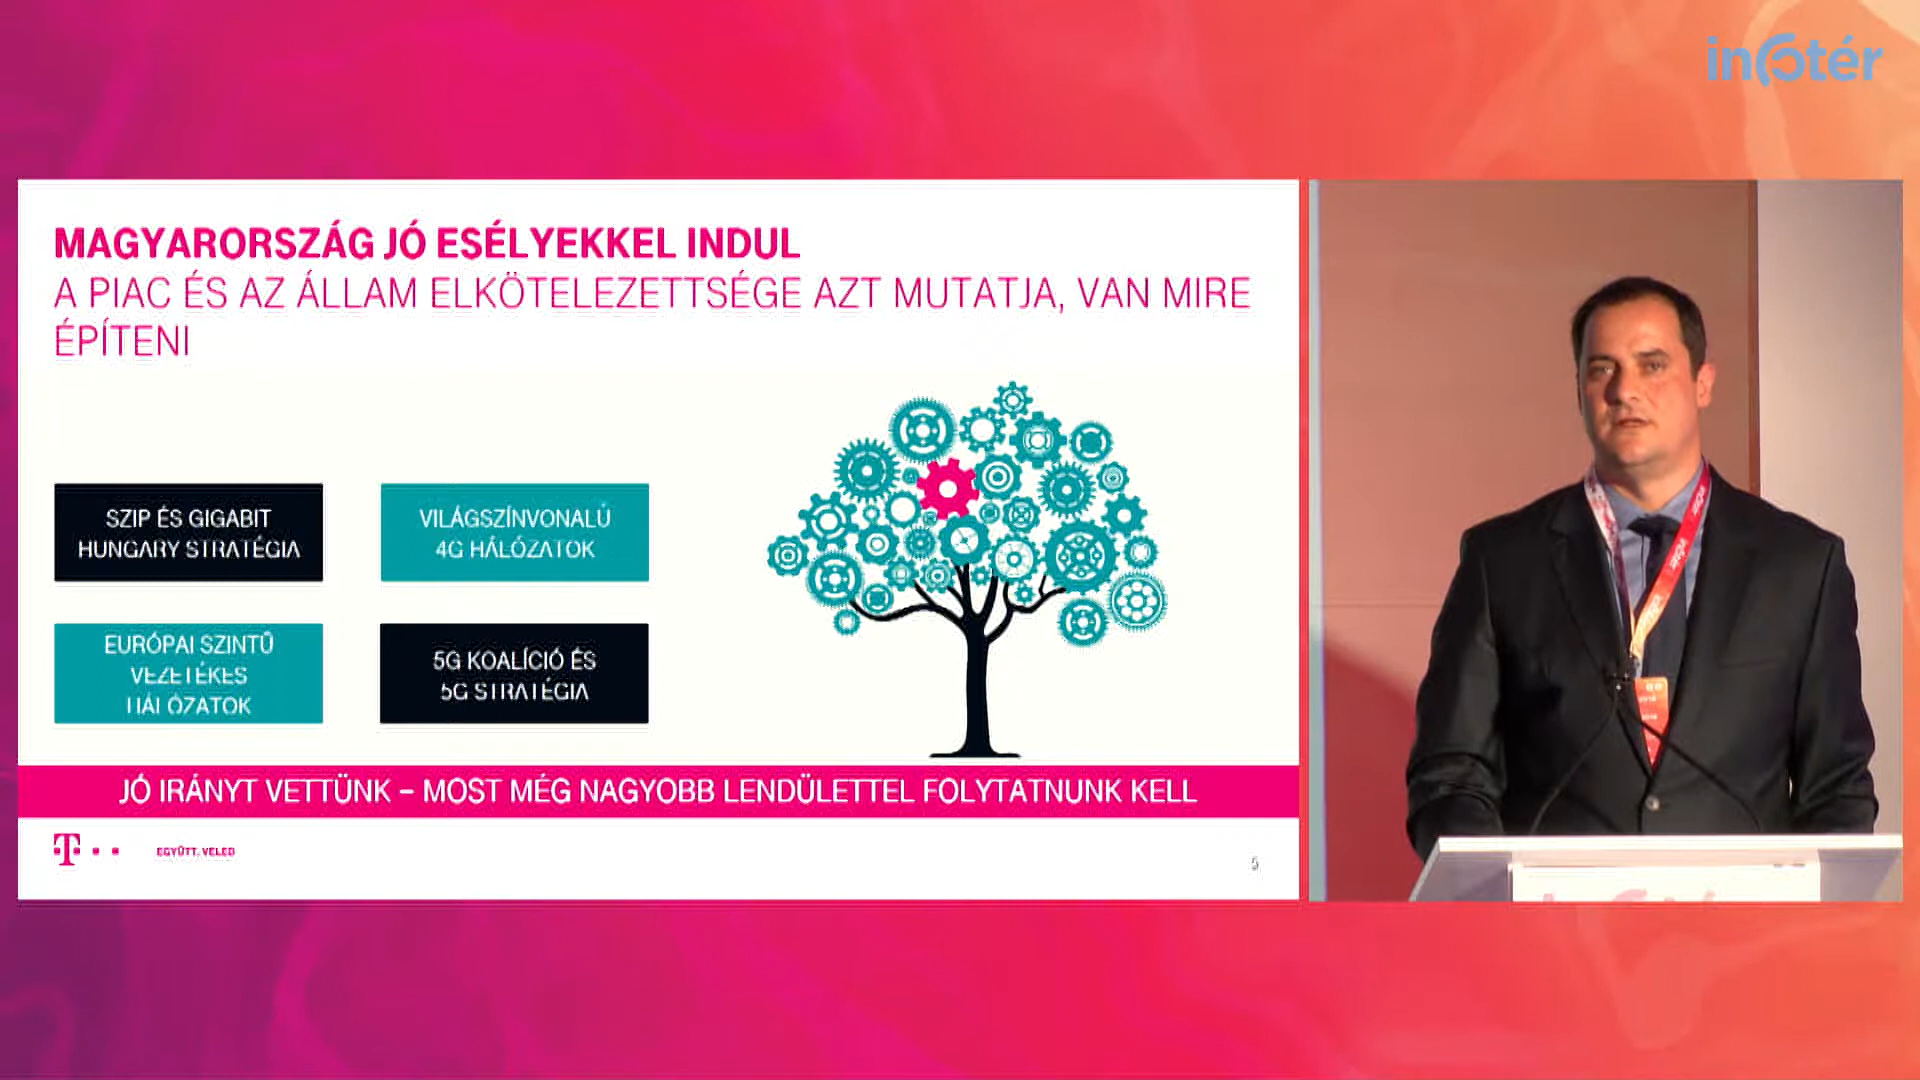 inf6tér
MAGYARORSZÁG JÓ ESÉLYEKKEL INDUL
A PIAC ÉS AZ ÁLLAM ELKÖTELEZETTSÉGE AZT MUTATJA, VAN MIRE
ÉPÍTENI
SZIP ÉS GIGABIT
HUNGARY STRATÉGIA
VILÁGSZÍNVONALÚ
4G HÁLÓZATOK
EURÓPAI SZINTŰ
VEZETÉKES
HÁLÓZATOK
5G KOALÍCIÓ ÉS
5G STRATÉGIA
JÓ IRÁNYT VETTÜNK – MOST MÉG NAGYOBB LENDÜLETTEL FOLYTATNUNK KELL
T
EGYÜTT. VELED